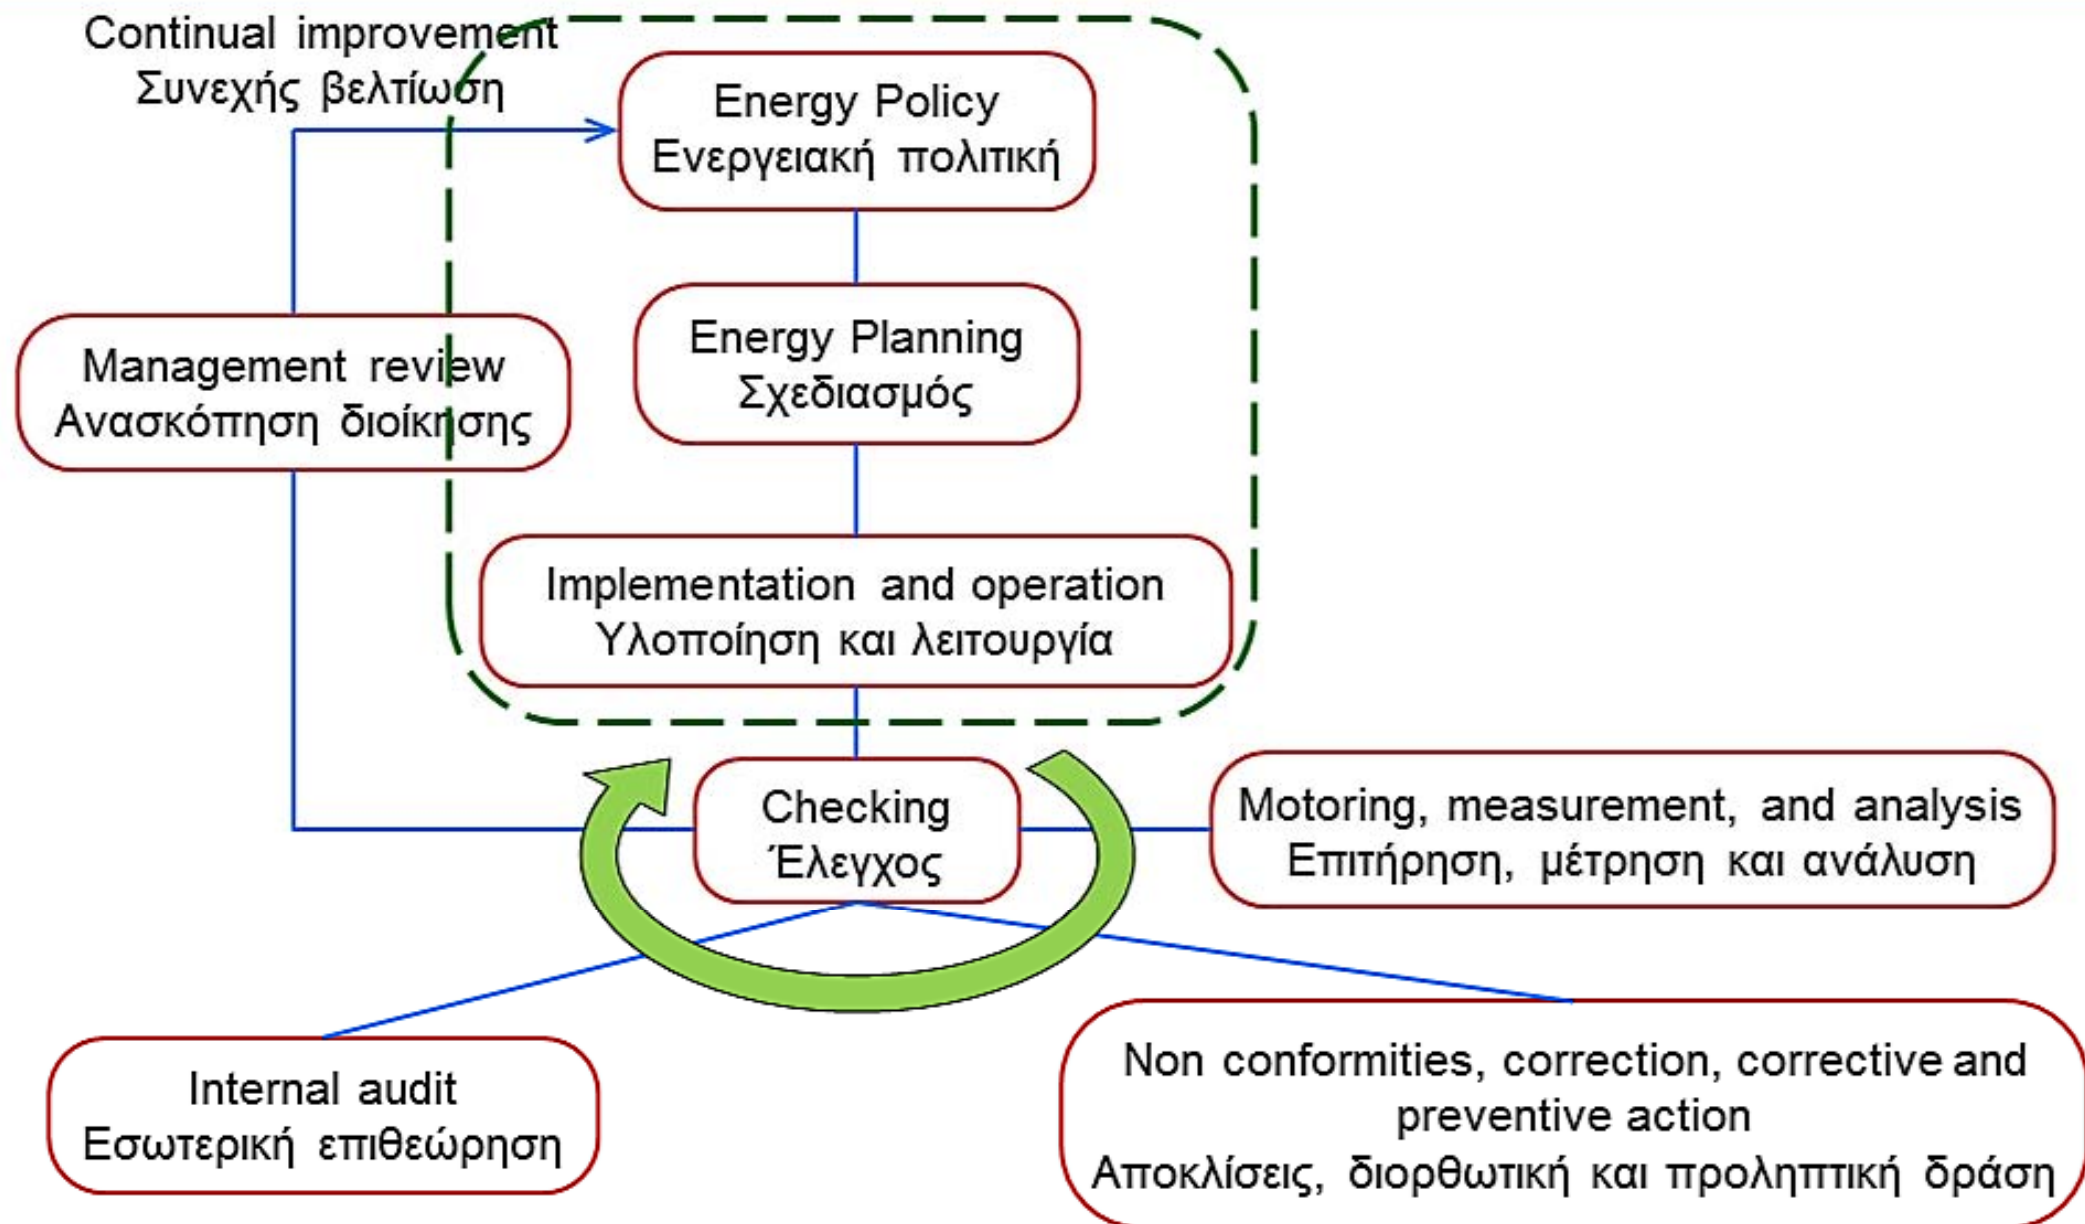 Continual improvement
Συνεχής βελτίωση
Energy Policy
Ενεργειακή πολιτική
Energy Planning
Σχεδιασμός
Management review
Ανασκόπηση διοίκησης
Implementation and operation
Υλοποίηση και λειτουργία
Checking
Έλεγχος
Motoring, measurement, and analysis
Επιτήρηση, μέτρηση και ανάλυση
Internal audit
Εσωτερική επιθεώρηση
Non conformities, correction, corrective and
preventive action
Αποκλίσεις, διορθωτική και προληπτική δράση